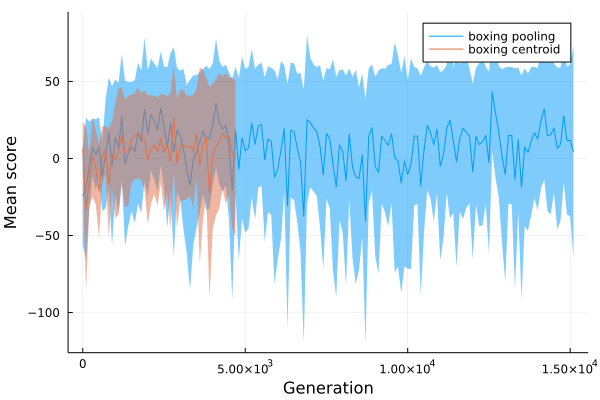 boxing pooling
boxing centroid
Mean score
50
0
−50
−100
0
5.00×10³
1.00×10⁴
1.50×10⁴
Generation